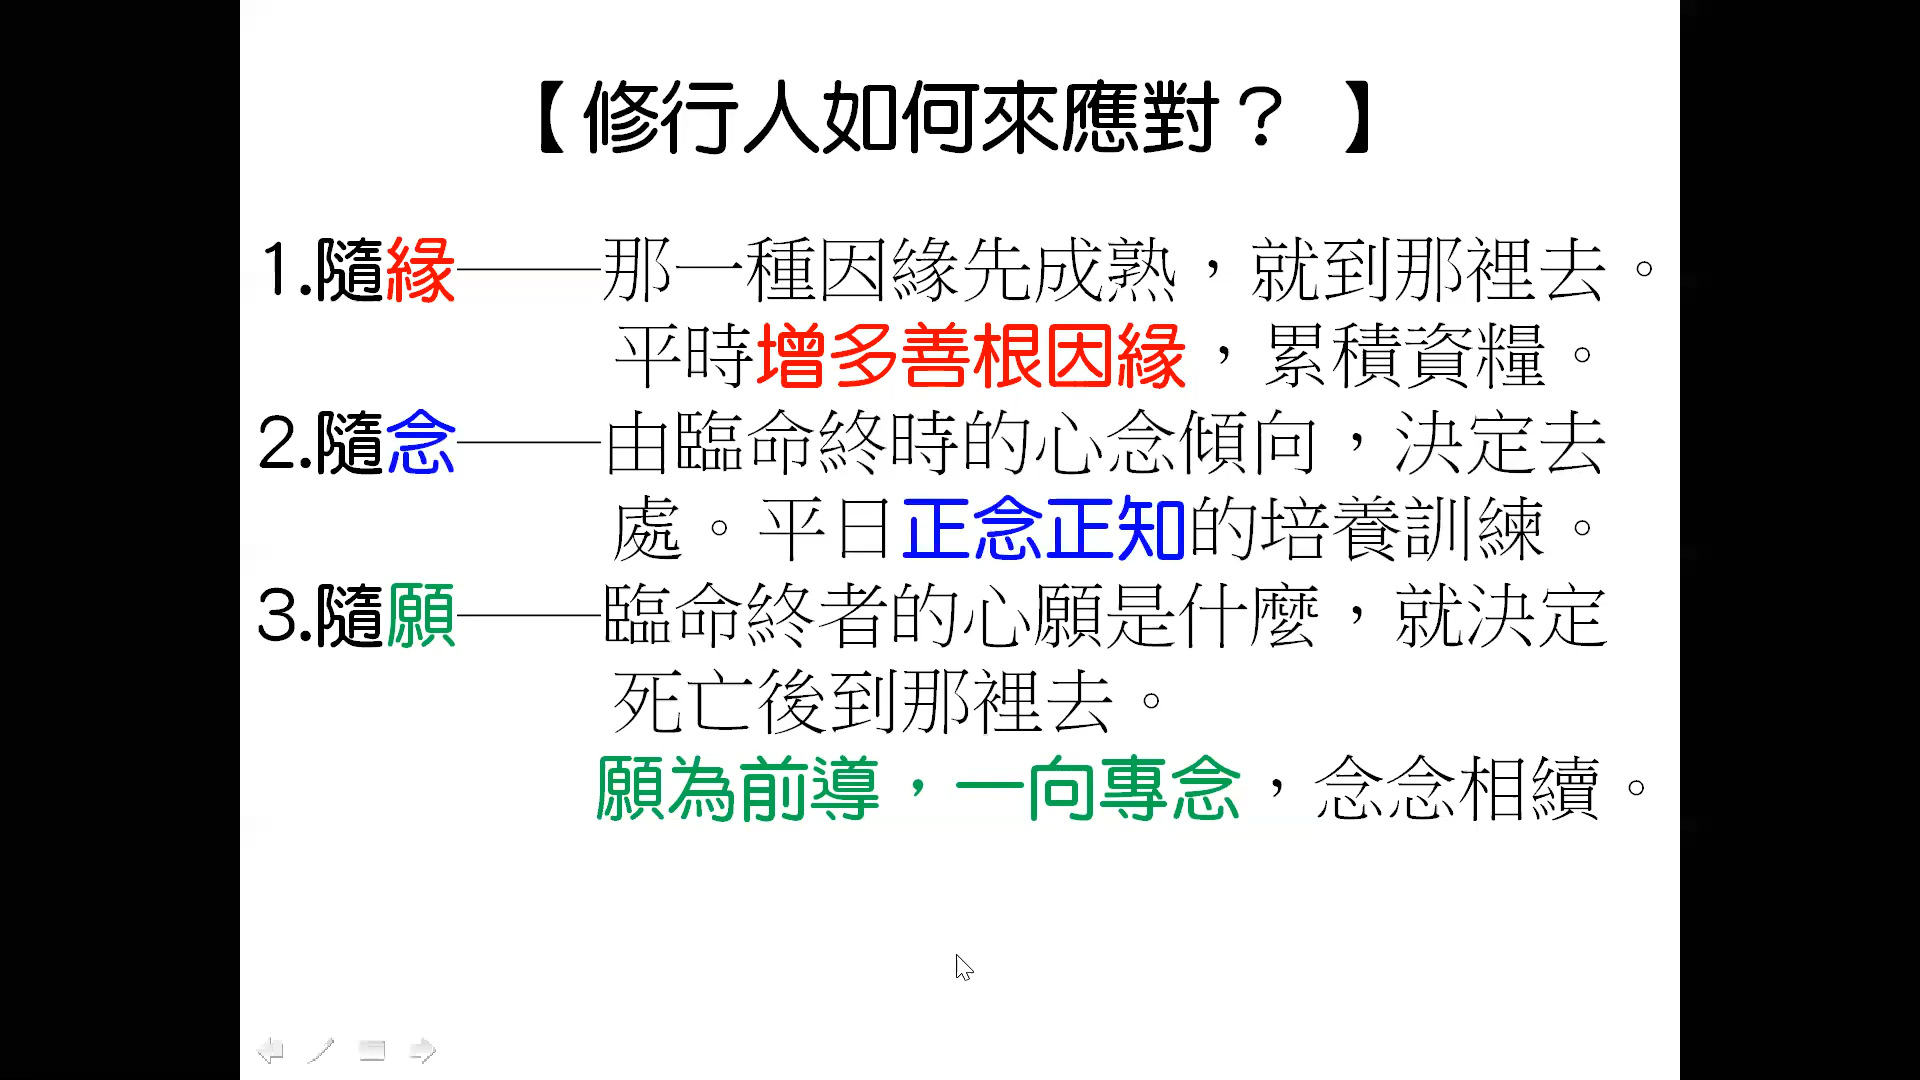 【修行人如何來應對？ 】
1.隨緣——那一種因緣先成熟，就到那裡去。
平時增多善根因緣，累積資糧。
2.隨念——由臨命終時的心念傾向，決定去
處。平日正念正知的培養訓練。
3.隨願——臨命終者的心願是什麼，就決定
死亡後到那裡去。
願為前導，一向專念，念念相續。